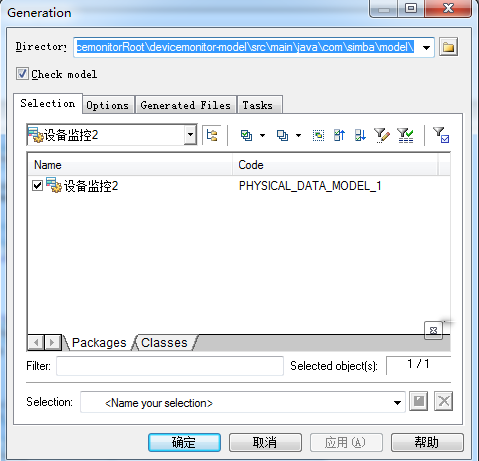 Generation
Directory cemonitorRoot\devicemonitor-model\src\main\java\com\simba\model\
Check model
Selection Options Generated Files Tasks
设备监控2
Name Code
设备监控2 PHYSICAL_DATA_MODEL_1
Packages Classes
Filter: Selected object(s): 1 / 1
Selection: <Name your selection>
确定 取消 应用(A) 帮助